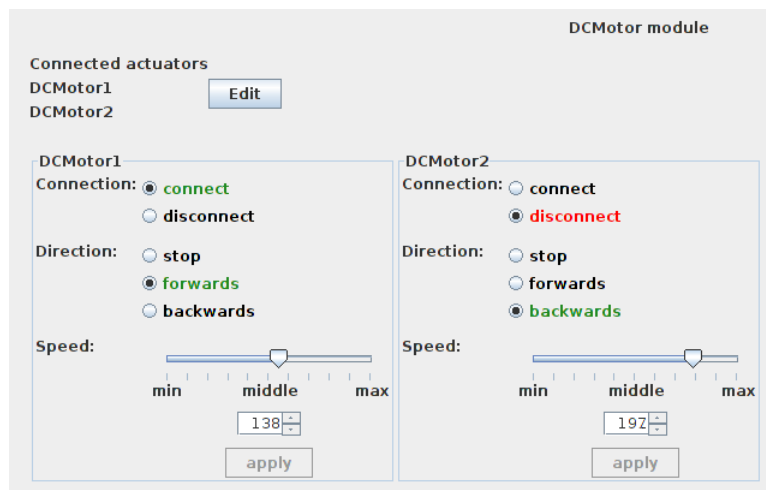 DCMotor module
Connected actuators
DCMotor1
Edit
DCMotor2
DCMotor1
Connection:
connect
disconnect
Direction:
stop
forwards
backwards
Speed:
min middle max
138
apply
DCMotor2
Connection:
connect
disconnect
Direction:
stop
forwards
backwards
Speed:
min middle max
197
apply